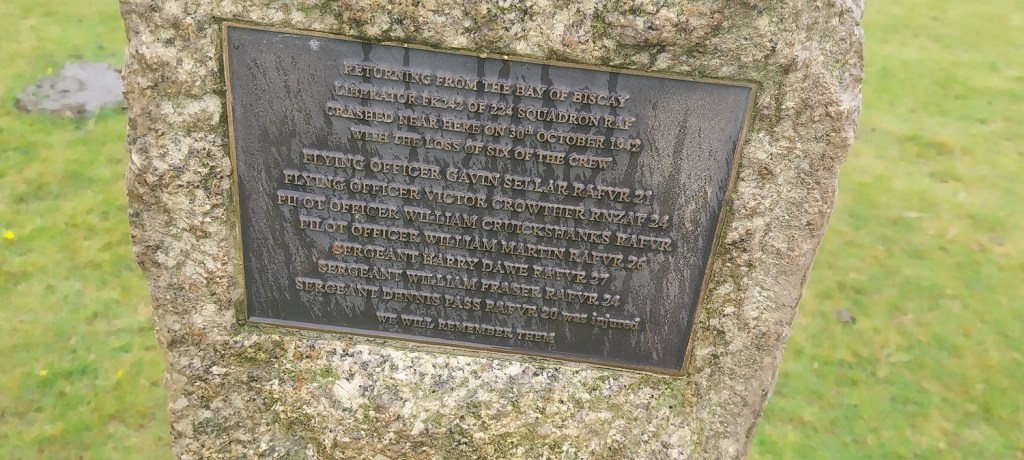 RETURNING FROM THE BAY OF BISCAY
LIBERATOR FK242 OF 224 SQUADRON RAF
CRASHED NEAR HERE ON 30th OCTOBER 1942
WITH THE LOSS OF SIX OF THE CREW
FLYING OFFICER GAVIN SELLAR RAFVR 21
FLYING OFFICER VICTOR CROWTHER RNZAF 24
PILOT OFFICER WILLIAM CRUICKSHANKS RAFVR
PILOT OFFICER WILLIAM MARTIN RAFVR 26
SERGEANT HARRY DAWE RAFVR 27
SERGEANT WILLIAM FRASER RAFVR 24
SERGEANT DENNIS PASS RAFVR 20 was injured
WE WILL REMEMBER THEM